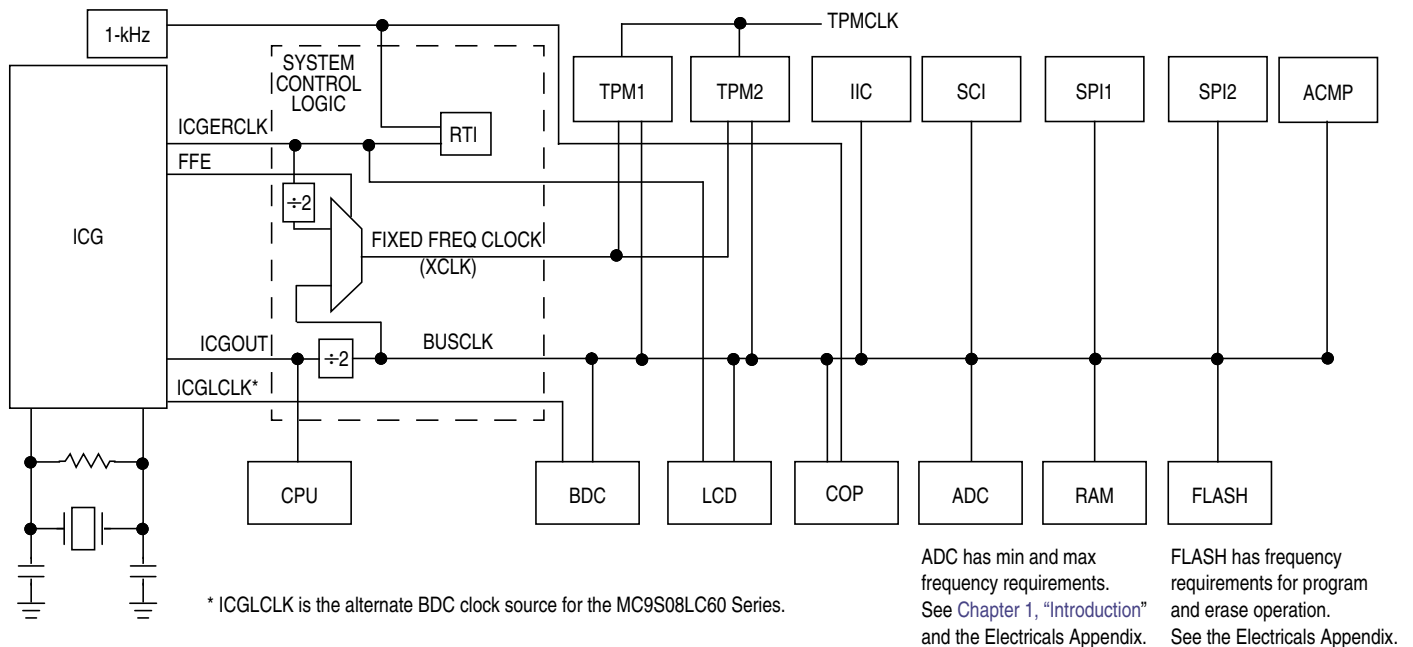 1-kHz
TPMCLK
SYSTEM
CONTROL
LOGIC
TPM1
TPM2
IIC
SCI
SPI1
SPI2
ACMP
ICGERCLK
RTI
FFE
÷2
ICG
FIXED FREQ CLOCK
(XCLK)
ICGOUT
÷2
BUSCLK
ICGLCLK*
CPU
BDC
LCD
COP
ADC
RAM
FLASH
ADC has min and max
frequency requirements.
See Chapter 1, “Introduction”
and the Electricals Appendix.
FLASH has frequency
requirements for program
and erase operation.
See the Electricals Appendix.
* ICGLCLK is the alternate BDC clock source for the MC9S08LC60 Series.